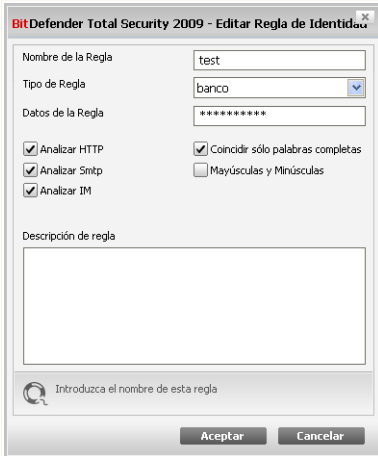 BitDefender Total Security 2009 - Editar Regla de Identidad
Nombre de la Regla
test
Tipo de Regla
banco
Datos de la Regla
**********
Analizar HTTP
Coincidir sólo palabras completas
Analizar Smtp
Mayúsculas y Minúsculas
Analizar IM
Descripción de regla
Introduzca el nombre de esta regla
Aceptar
Cancelar